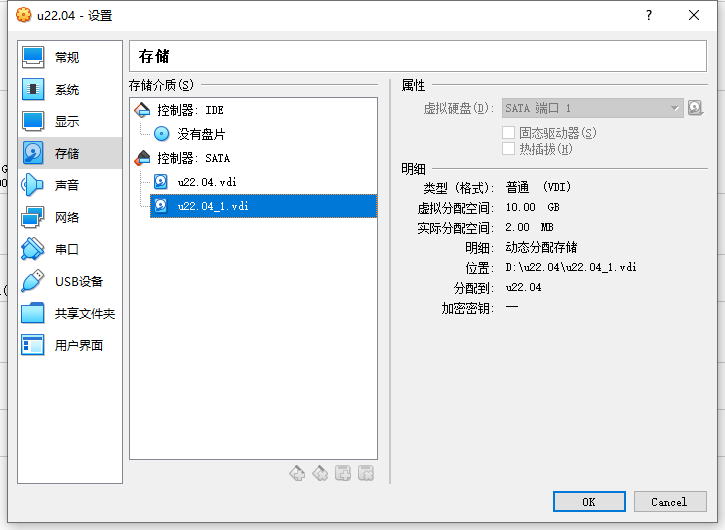 u22.04 - 设置
?
常规
系统
显示
存储
声音
网络
串口
USB设备
共享文件夹
用户界面
存储
存储介质(S)
控制器: IDE
没有盘片
控制器: SATA
u22.04.vdi
u22.04_1.vdi
属性
虚拟硬盘(D): SATA 端口 1
固态驱动器(S)
热插拔(H)
明细
类型 (格式): 普通 (VDI)
虚拟分配空间: 10.00 GB
实际分配空间: 2.00 MB
明细: 动态分配存储
位置: D:\u22.04\u22.04_1.vdi
分配到: u22.04
加密密钥: —
OK
Cancel